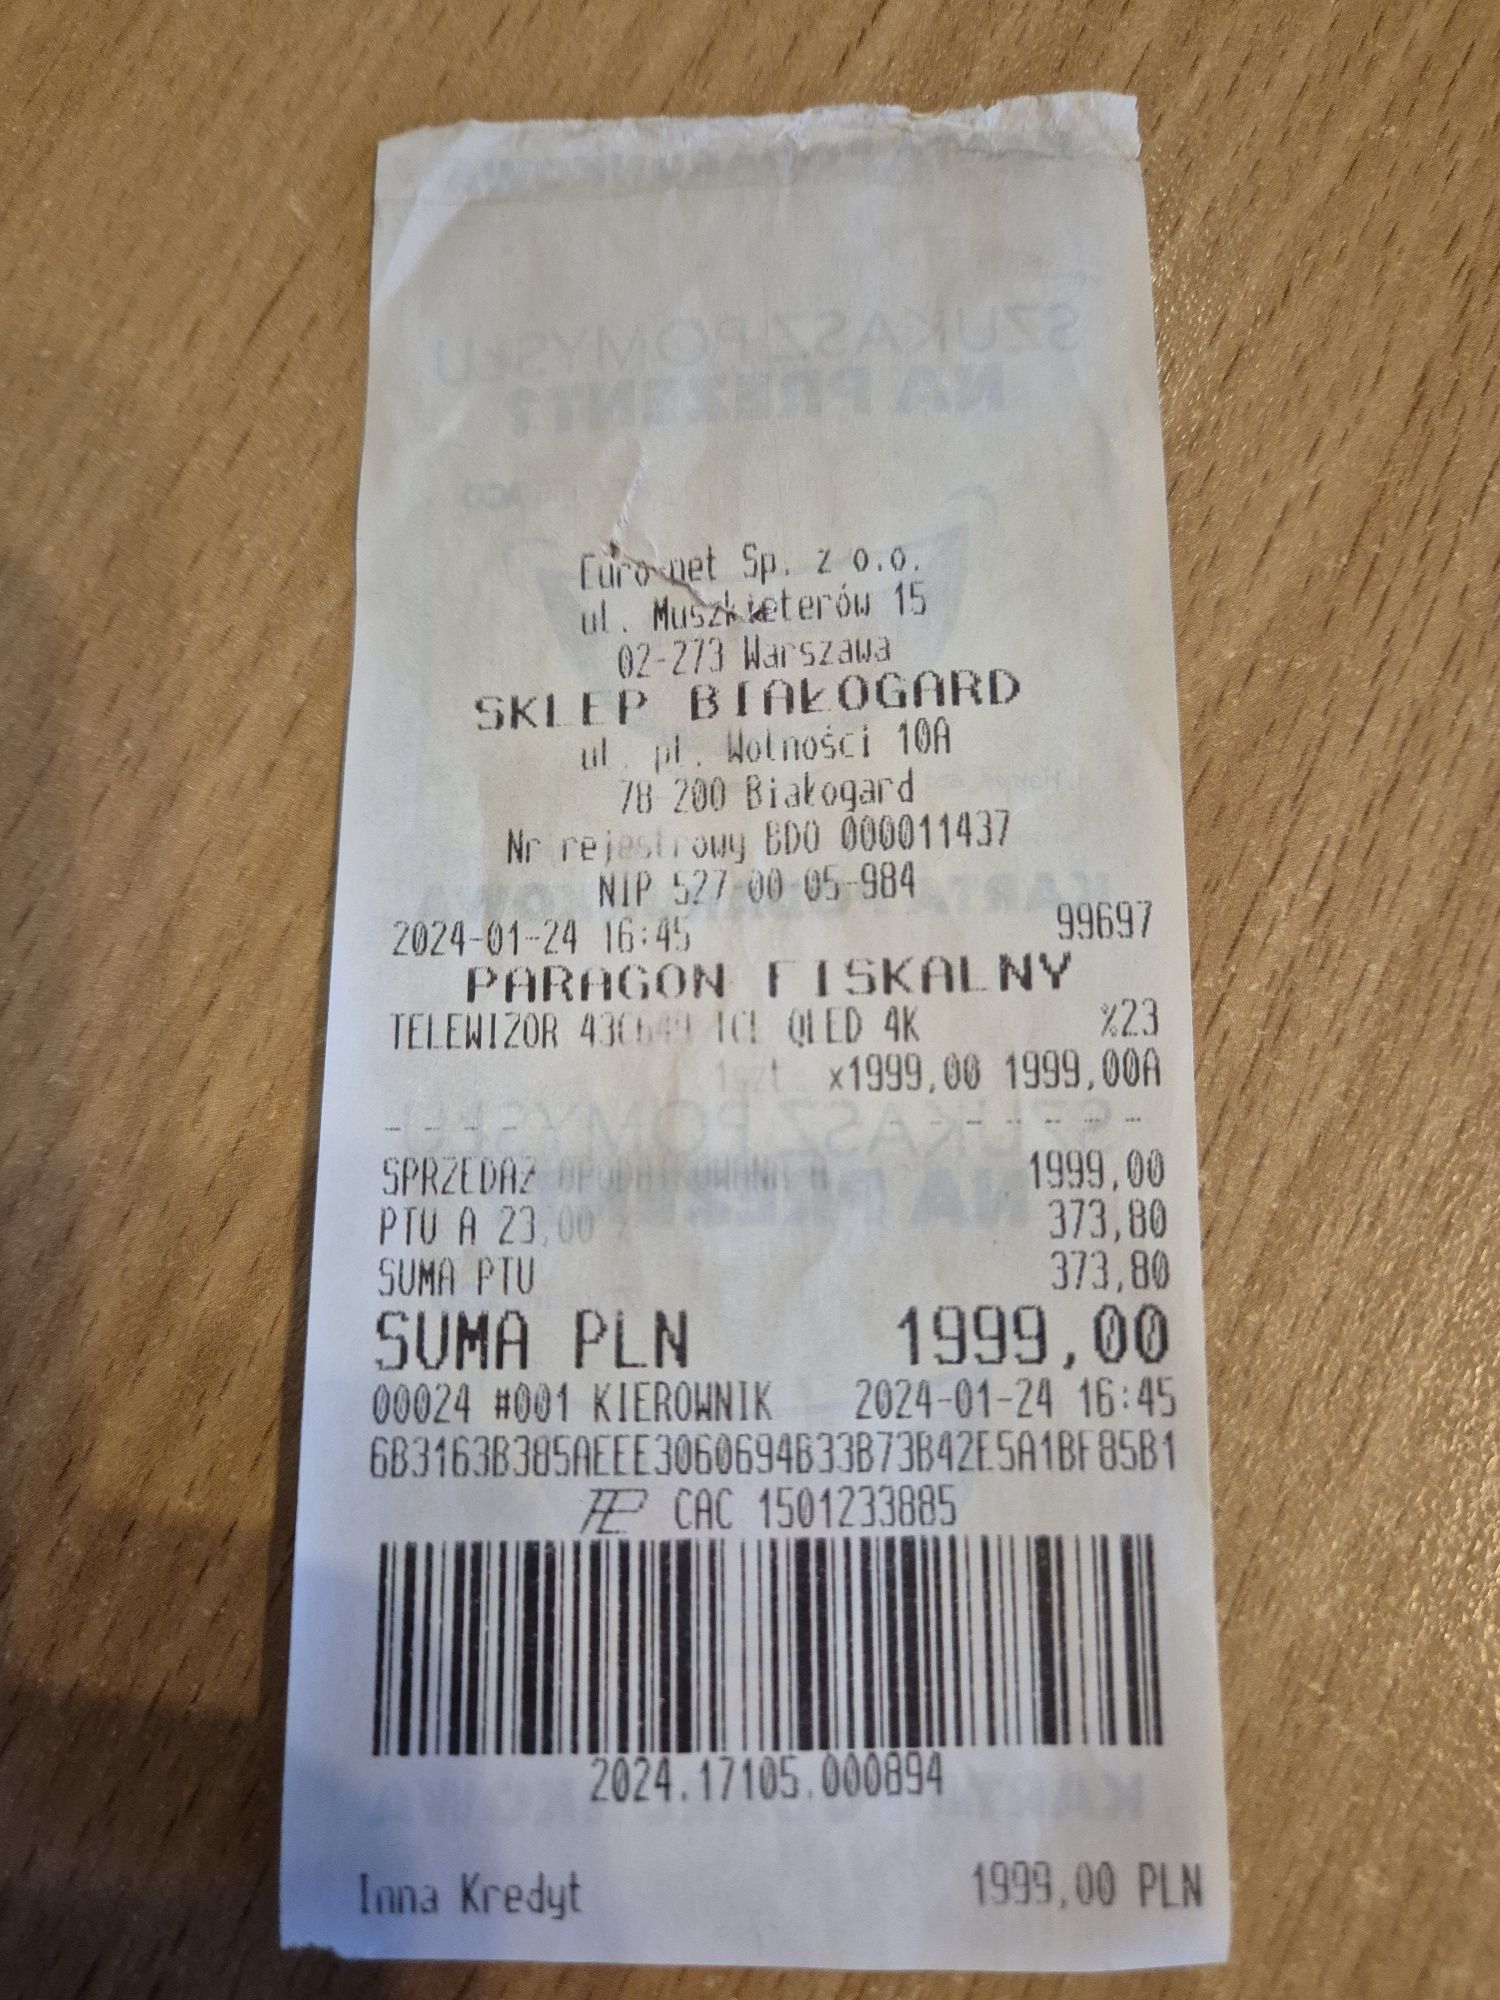 SZUKASZ POMYSŁU
NA PREZENT?
Euro-net Sp. z o.o.
ul. Muszkieterów 15
02-273 Warszawa
SKLEP BIAŁOGARD
ul. pl. Wolności 10A
78-200 Białogard
Nr rejestrowy BDO 000011437
NIP 527-00-05-984
2024-01-24 16:45 99697
PARAGON FISKALNY
TELEWIZOR 43C649 TCL QLED 4K %23
1szt x1999,00 1999,00A
SPRZEDAŻ OPODATKOWANA A 1999,00
PTU A 23,00 % 373,80
SUMA PTU 373,80
SUMA PLN 1999,00
00024 #001 KIEROWNIK 2024-01-24 16:45
6B3163B385AEEE3060694B33B73B42E5A1BF85B1
CAC 1501233885
2024.17105.000894
Inna Kredyt 1999,00 PLN